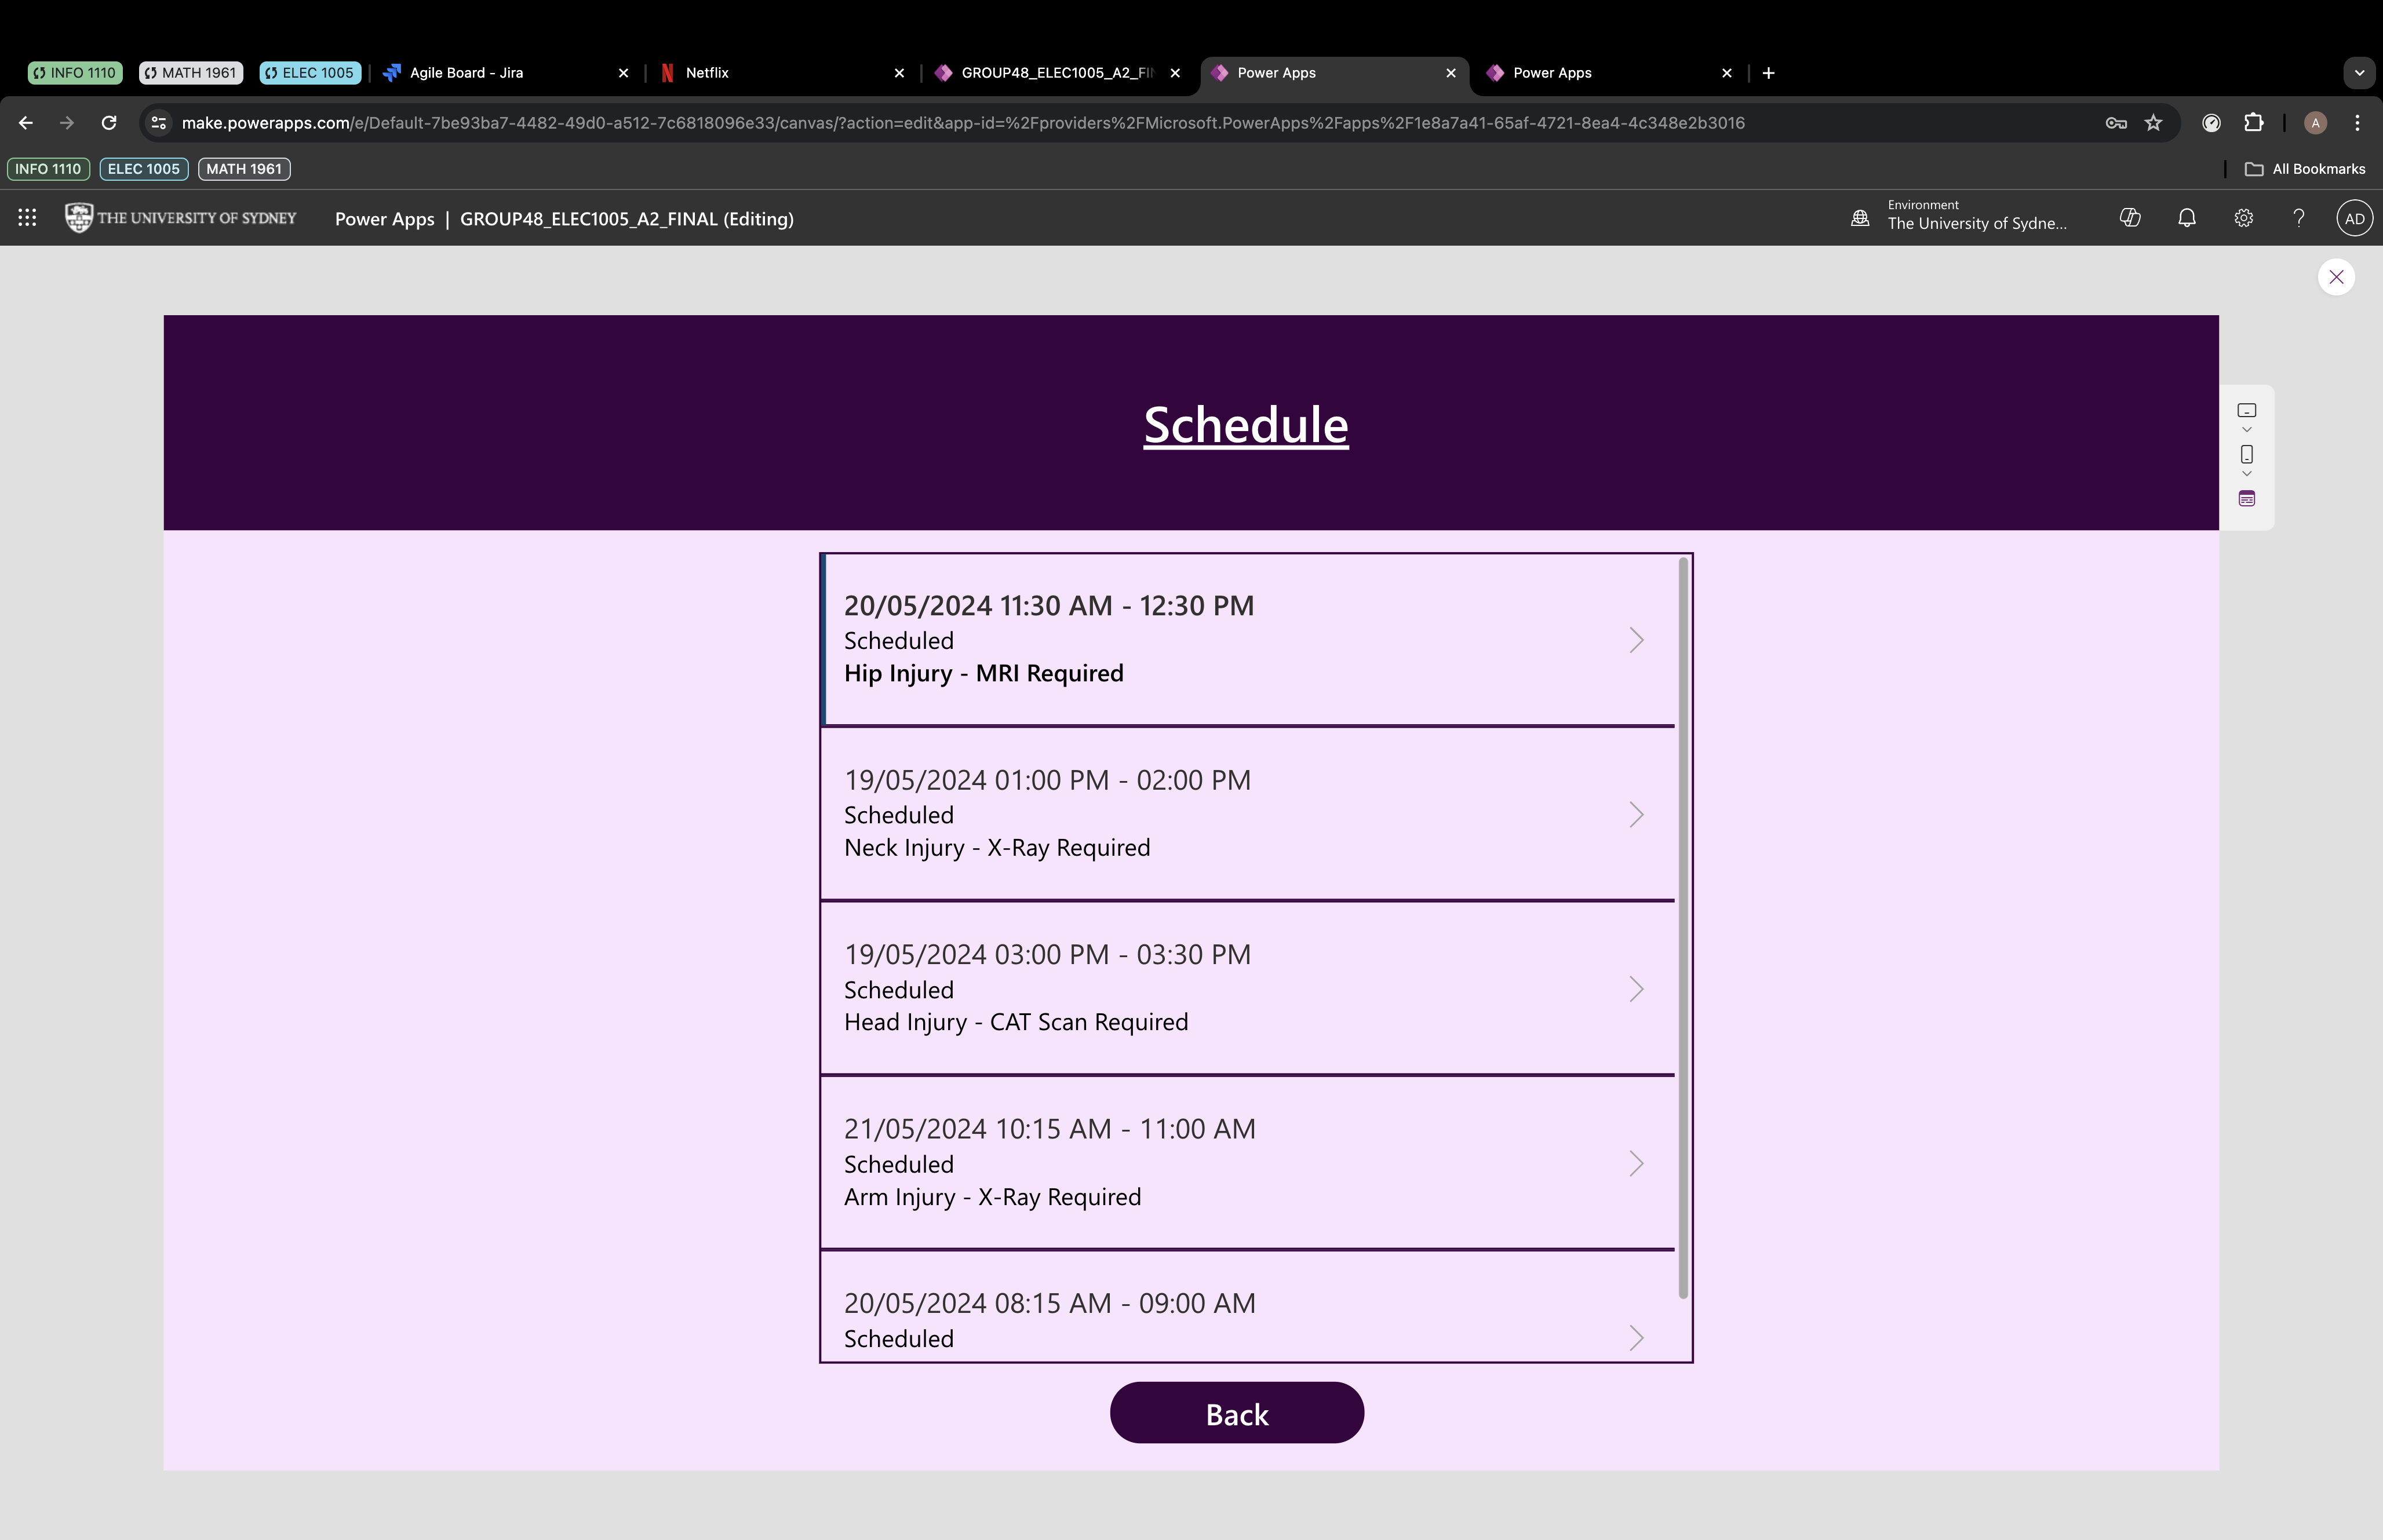 INFO 1110
MATH 1961
ELEC 1005
Agile Board - Jira
Netflix
GROUP48_ELEC1005_A2_FI
Power Apps
Power Apps
make.powerapps.com/e/Default-7be93ba7-4482-49d0-a512-7c6818096e33/canvas/?action=edit&app-id=%2Fproviders%2FMicrosoft.PowerApps%2Fapps%2F1e8a7a41-65af-4721-8ea4-4c348e2b3016
A
INFO 1110
ELEC 1005
MATH 1961
All Bookmarks
THE UNIVERSITY OF SYDNEY
Power Apps | GROUP48_ELEC1005_A2_FINAL (Editing)
Environment
The University of Sydne...
AD
Schedule
20/05/2024 11:30 AM - 12:30 PM
Scheduled
Hip Injury - MRI Required
19/05/2024 01:00 PM - 02:00 PM
Scheduled
Neck Injury - X-Ray Required
19/05/2024 03:00 PM - 03:30 PM
Scheduled
Head Injury - CAT Scan Required
21/05/2024 10:15 AM - 11:00 AM
Scheduled
Arm Injury - X-Ray Required
20/05/2024 08:15 AM - 09:00 AM
Scheduled
Back